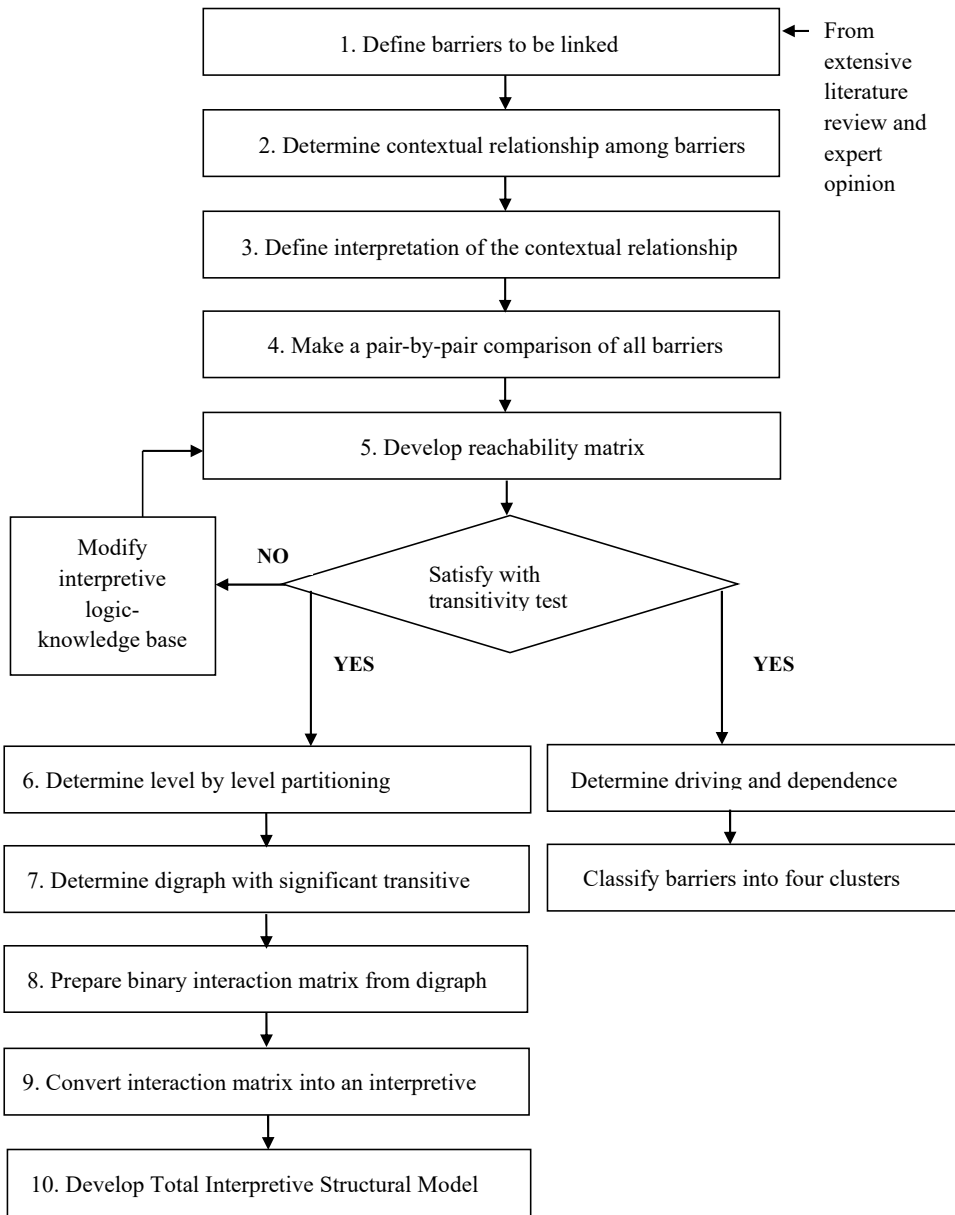 1. Define barriers to be linked
From
extensive
literature
review and
expert
opinion
2. Determine contextual relationship among barriers
3. Define interpretation of the contextual relationship
4. Make a pair-by-pair comparison of all barriers
5. Develop reachability matrix
Modify
interpretive
logic-
knowledge base
NO
Satisfy with
transitivity test
YES
YES
6. Determine level by level partitioning
Determine driving and dependence
7. Determine digraph with significant transitive
Classify barriers into four clusters
8. Prepare binary interaction matrix from digraph
9. Convert interaction matrix into an interpretive
10. Develop Total Interpretive Structural Model